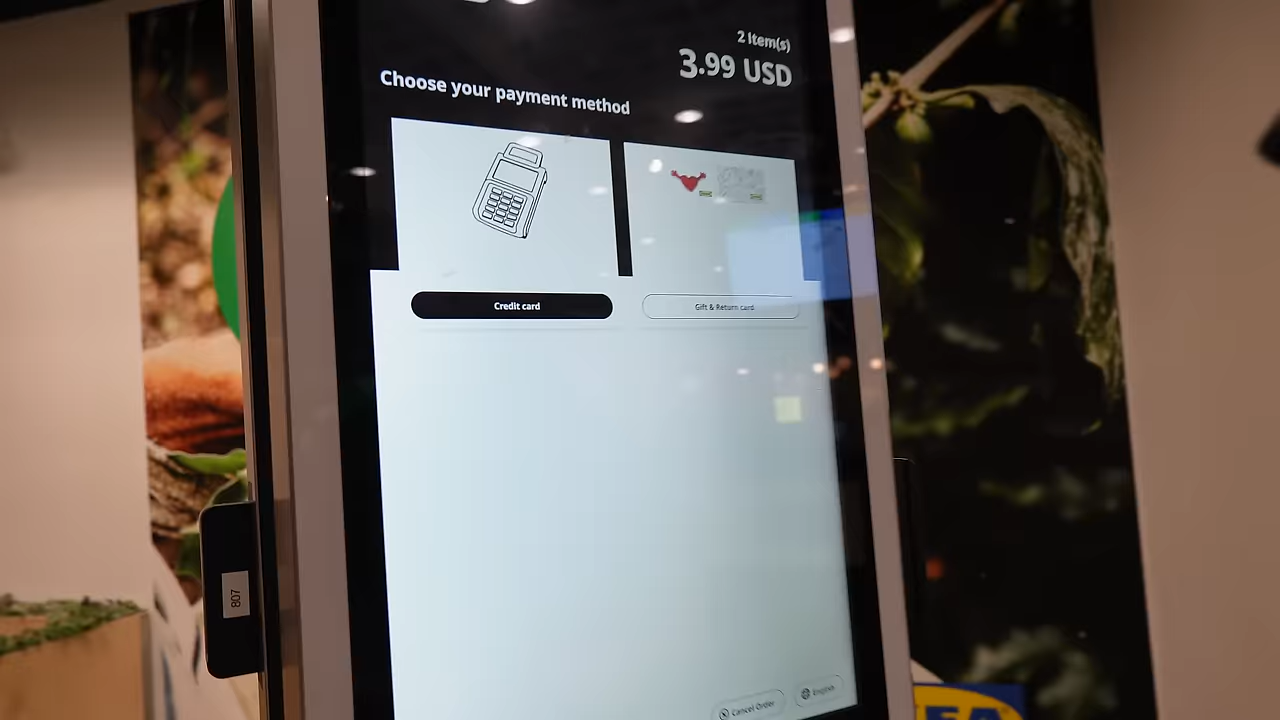 2 Item(s)
3.99 USD
Choose your payment method
Credit card
Gift & Return card
807
Cancel Order
English